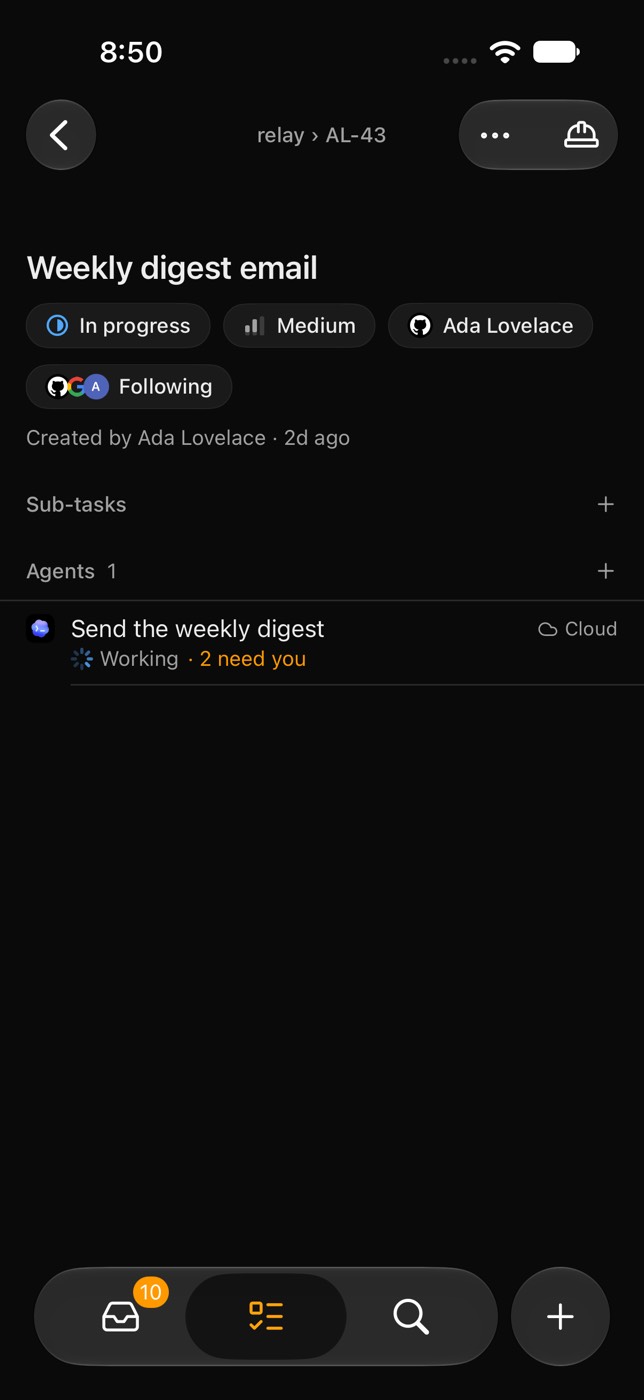 8:50
relay › AL-43
Weekly digest email
In progress
Medium
Ada Lovelace
A
Following
Created by Ada Lovelace · 2d ago
Sub-tasks
Agents 1
Send the weekly digest
Cloud
Working · 2 need you
10